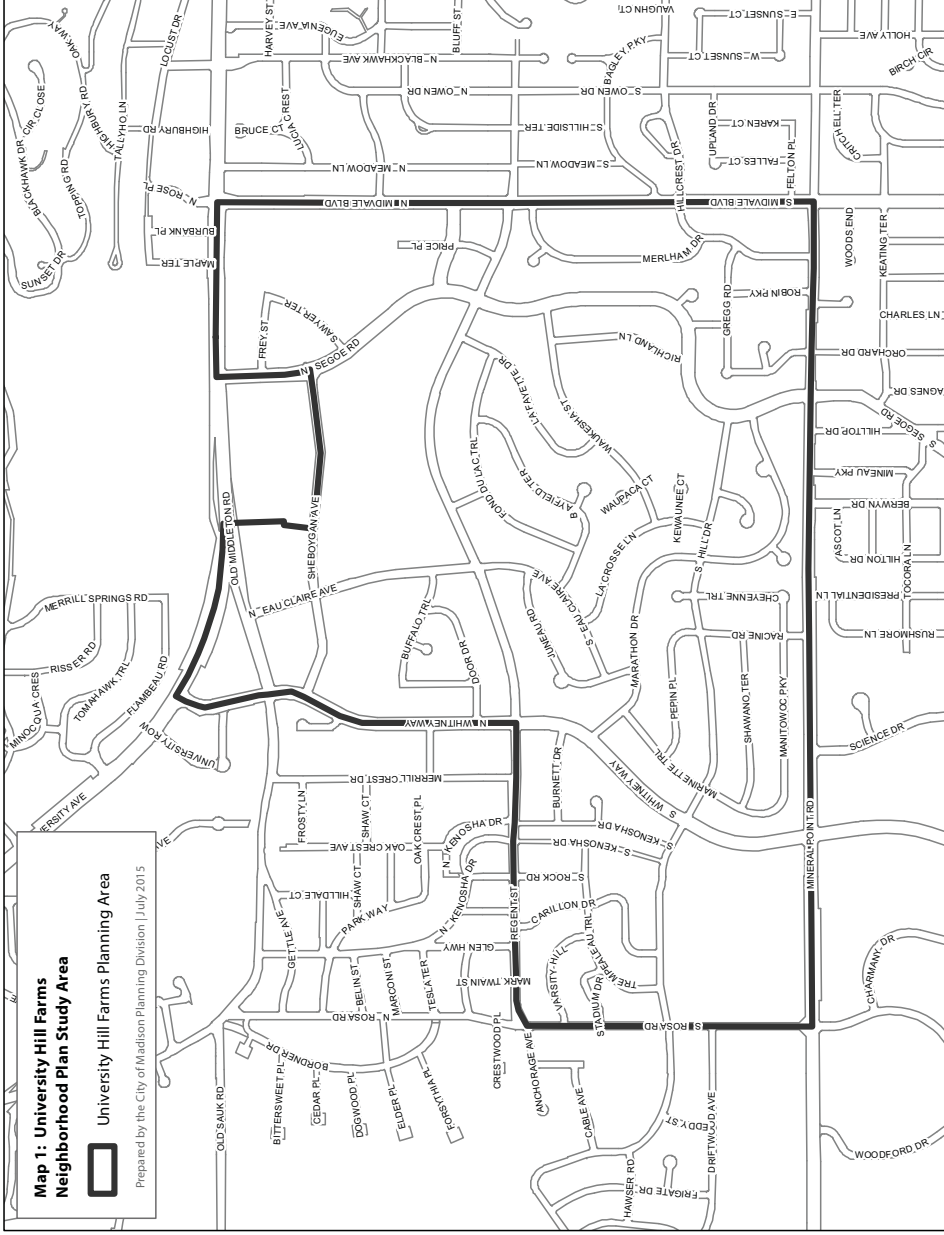 Map 1: University Hill Farms
Neighborhood Plan Study Area
University Hill Farms Planning Area
Prepared by the City of Madison Planning Division | July 2015
OAK WAY
LOCUST DR
HARVEY ST
EUGENIA AVE
BLUFF ST
VAUGHN CT
E SUNSET CT
HOLLY AVE
N BLACKHAWK AVE
BAGLEY PKY
W SUNSET CT
BIRCH CIR
BLACKHAWK DR
CIR CLOSE
HIGHBURY RD
TALLYHO LN
HIGHBURY RD
BRUCE CT
LUCIA CREST
N OWEN DR
S OWEN DR
S HILLSIDE TER
UPLAND DR
KAREN CT
CRITCHELL TER
TOPPING RD
N MEADOW LN
S MEADOW LN
HILLCREST DR
FALLES CT
FELTON PL
N ROSE PL
N MIDVALE BLVD
S MIDVALE BLVD
SUNSET DR
BURBANK PL
MAPLE TER
PRICE PL
MERLHAM DR
WOODS END
KEATING TER
FREY ST
SAWYER TER
N SEGOE RD
GREGG RD
ROBIN PKY
CHARLES LN
RICHLAND LN
ORCHARD DR
AGNES DR
LA FAYETTE DR
WAUKESHA ST
S SEGOE RD
HILLTOP DR
FOND DU LAC TRL
BAYFIELD TER
WAUPACA CT
KEWAUNEE CT
MINEAU PKY
BERWYN DR
OLD MIDDLETON RD
SHEBOYGAN AVE
LA CROSSE LN
S HILL DR
ASCOT LN
HILTON DR
TOCORA LN
N EAU CLAIRE AVE
S EAU CLAIRE AVE
JUNEAU RD
CHEYENNE TRL
PRESIDENTIAL LN
MERRILL SPRINGS RD
RISSER RD
TOMAHAWK TRL
FLAMBEAU RD
MINOCQUA CRES
BUFFALO TRL
DOOR DR
MARATHON DR
RACINE RD
RUSHMORE LN
PEPIN PL
SHAWANO TER
MANITOWOC PKY
UNIVERSITY ROW
N WHITNEY WAY
S WHITNEY WAY
MARINETTE TRL
SCIENCE DR
ERSITY AVE
AVE
MERRILL CREST DR
BURNETT DR
FROSTY LN
SHAW CT
OAK CREST PL
OAK CREST AVE
N KENOSHA DR
S KENOSHA DR
S KENOSHA DR
S KENOSHA DR
MINERAL POINT RD
HILLDALE CT
SHAW CT
PARK WAY
N KENOSHA DR
S ROCK RD
REGENT ST
CARILLON DR
GETTLE AVE
GLEN HWY
BELIN ST
MARCONI ST
TESLA TER
MARK TWAIN ST
VARSITY HILL
TREMPEALEAU TRL
STADIUM DR
CHARMANY DR
N ROSA RD
S ROSA RD
BORDNER DR
CRESTWOOD PL
ANCHORAGE AVE
OLD SAUK RD
BITTERSWEET PL
CEDAR PL
DOGWOOD PL
ELDER PL
FORSYTHIA PL
CABLE AVE
EDDY ST
DRIFTWOOD AVE
WOODFORD DR
HAWSER RD
FRIGATE DR